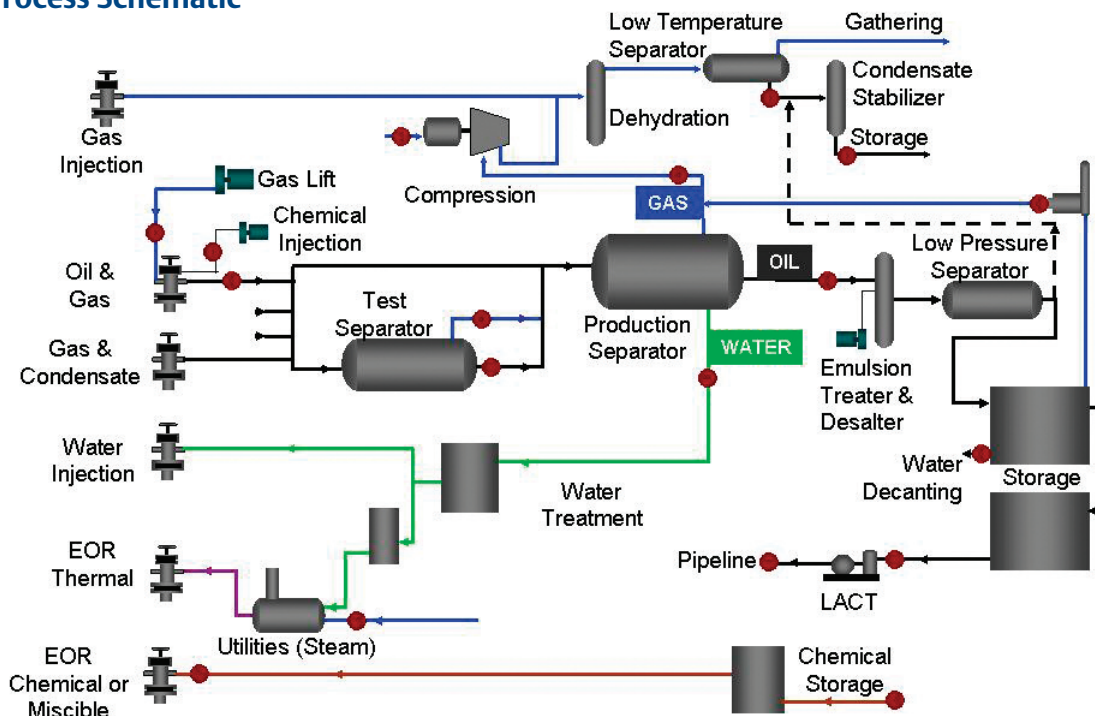 rocess Schematic
Low Temperature
Separator
Gathering
Condensate
Stabilizer
Dehydration
Storage
Gas
Injection
Compression
Gas Lift
GAS
Chemical
Injection
Low Pressure
Separator
Oil &
Gas
OIL
Test
Separator
Production
Separator
WATER
Gas &
Condensate
Emulsion
Treater &
Desalter
Water
Injection
Water
Treatment
Water
Decanting
Storage
EOR
Thermal
Pipeline
LACT
Utilities (Steam)
EOR
Chemical or
Miscible
Chemical
Storage